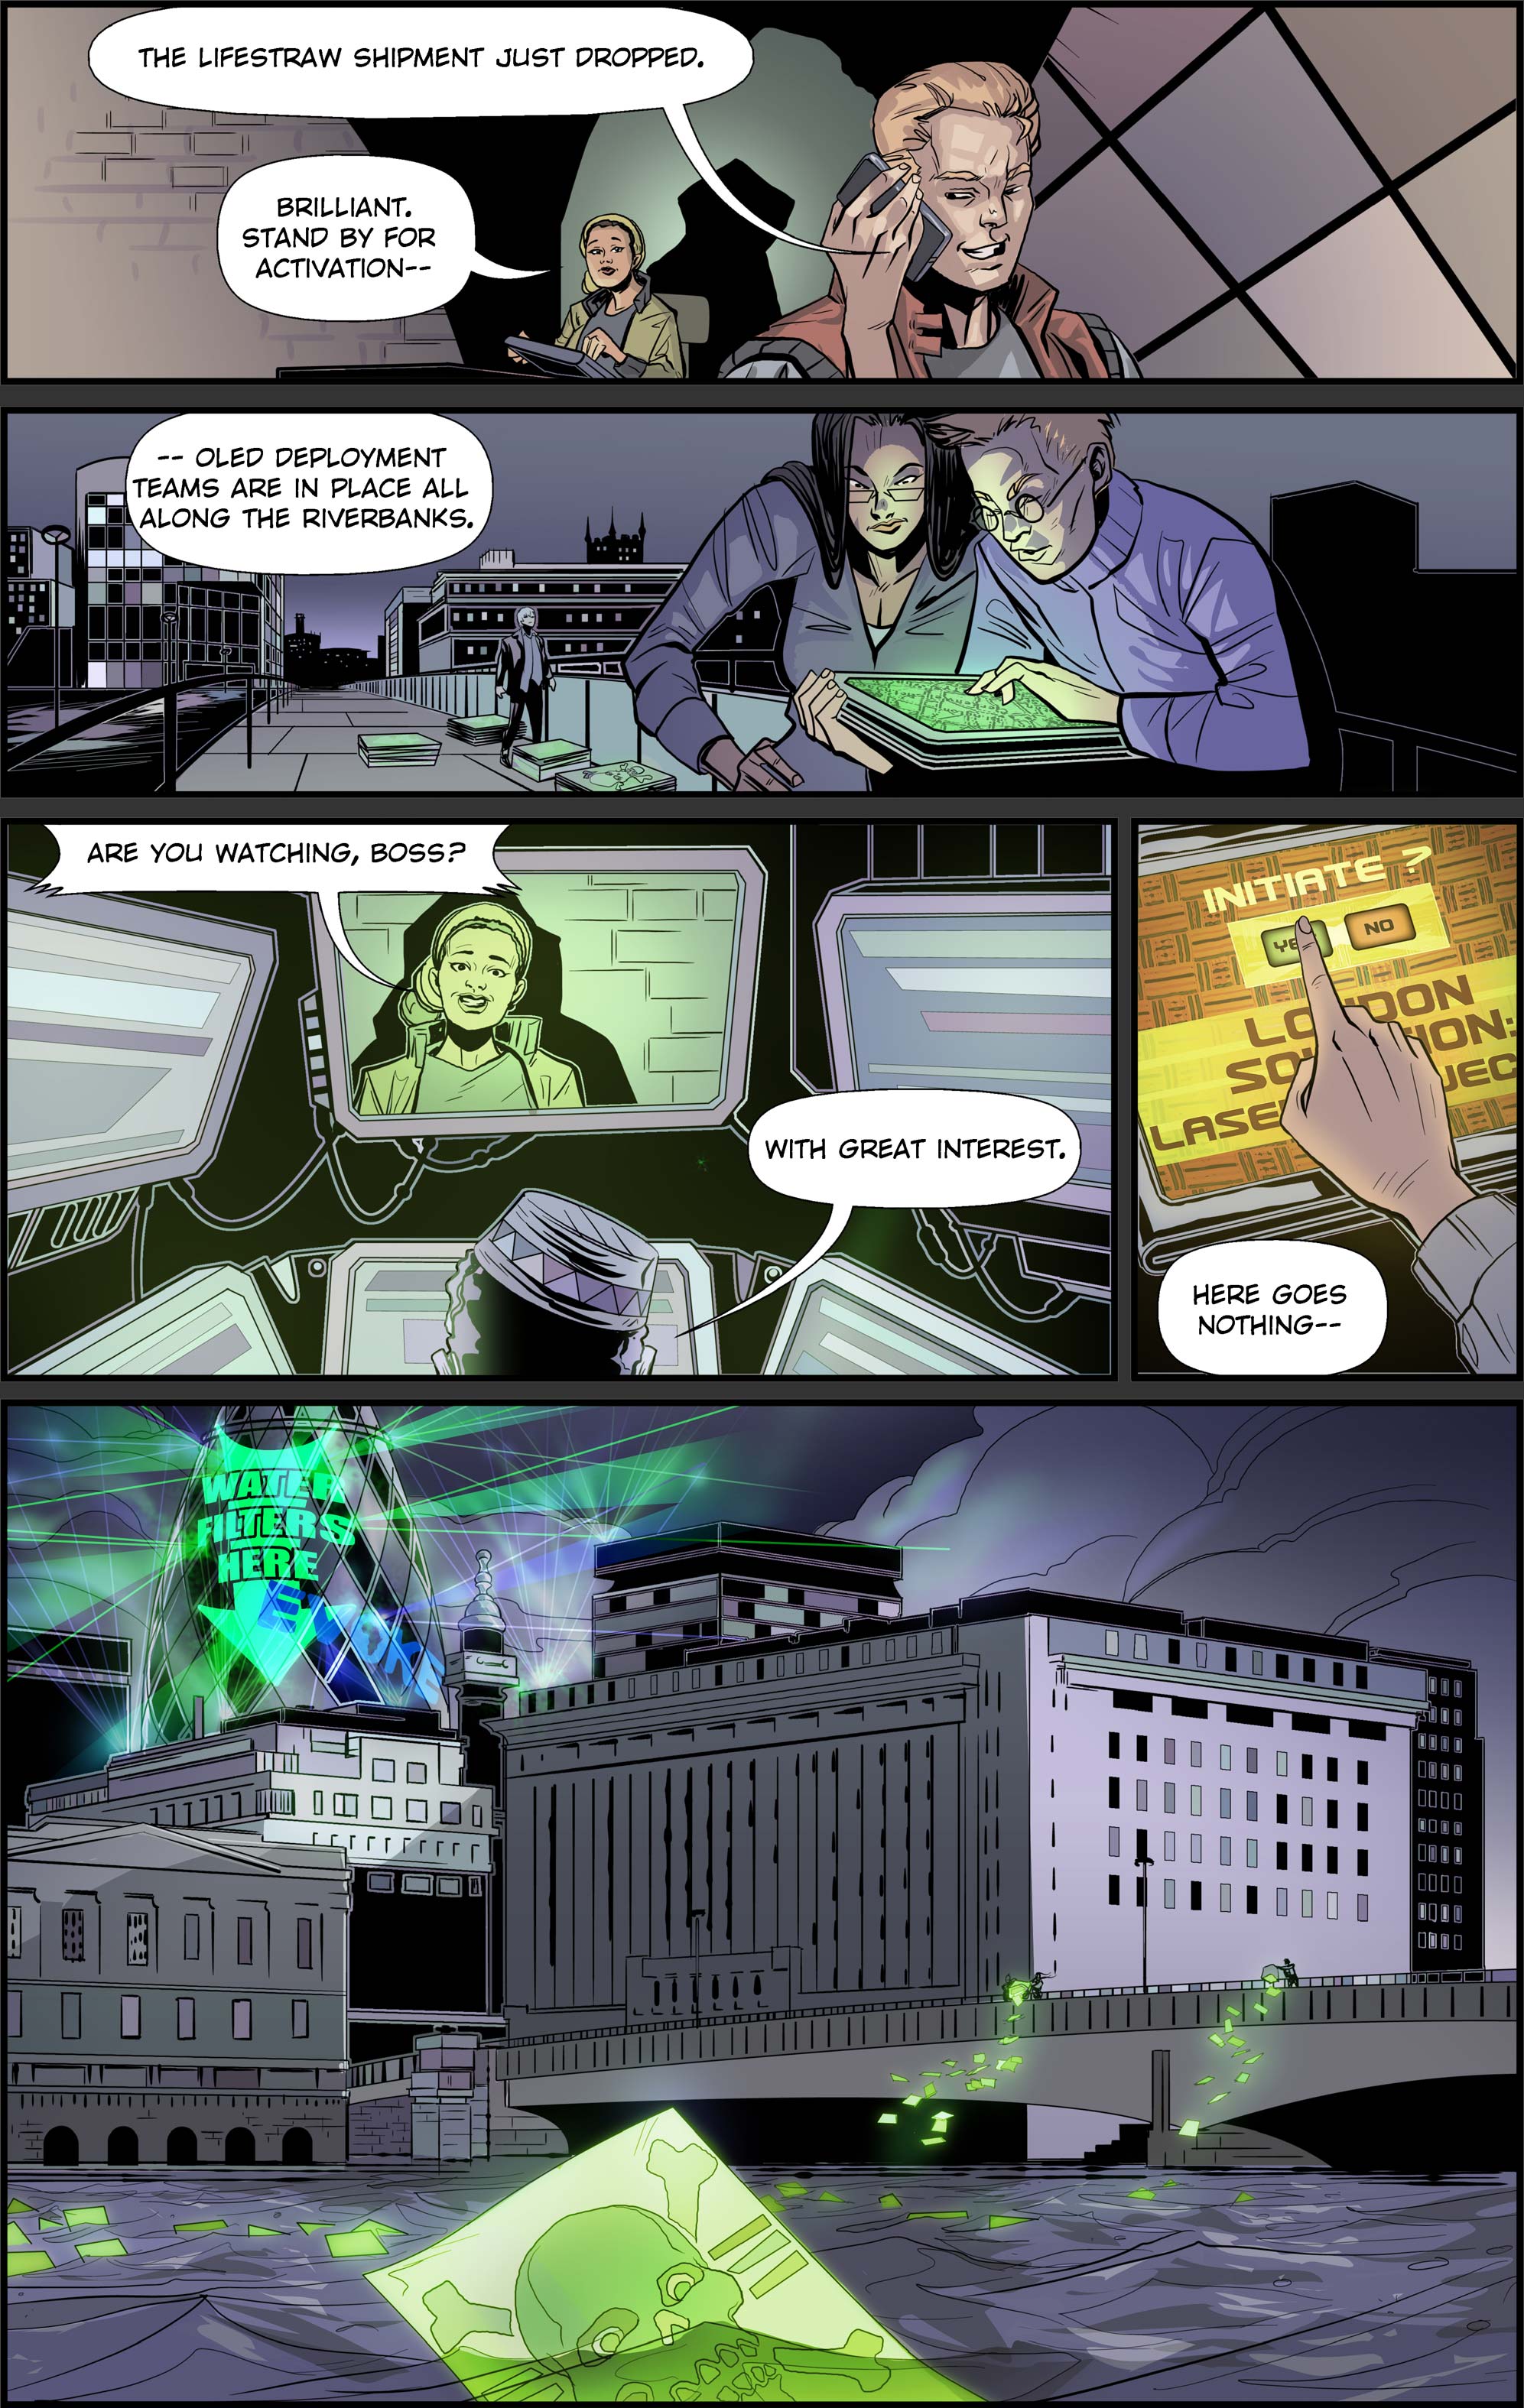 THE LIFESTRAW SHIPMENT JUST DROPPED.
BRILLIANT.
STAND BY FOR
ACTIVATION--
-- OLED DEPLOYMENT
TEAMS ARE IN PLACE ALL
ALONG THE RIVERBANKS.
ARE YOU WATCHING, BOSS?
WITH GREAT INTEREST.
INITIATE ?
NO
HERE GOES
NOTHING--
WATER
FILTERS
HERE
EVOKE